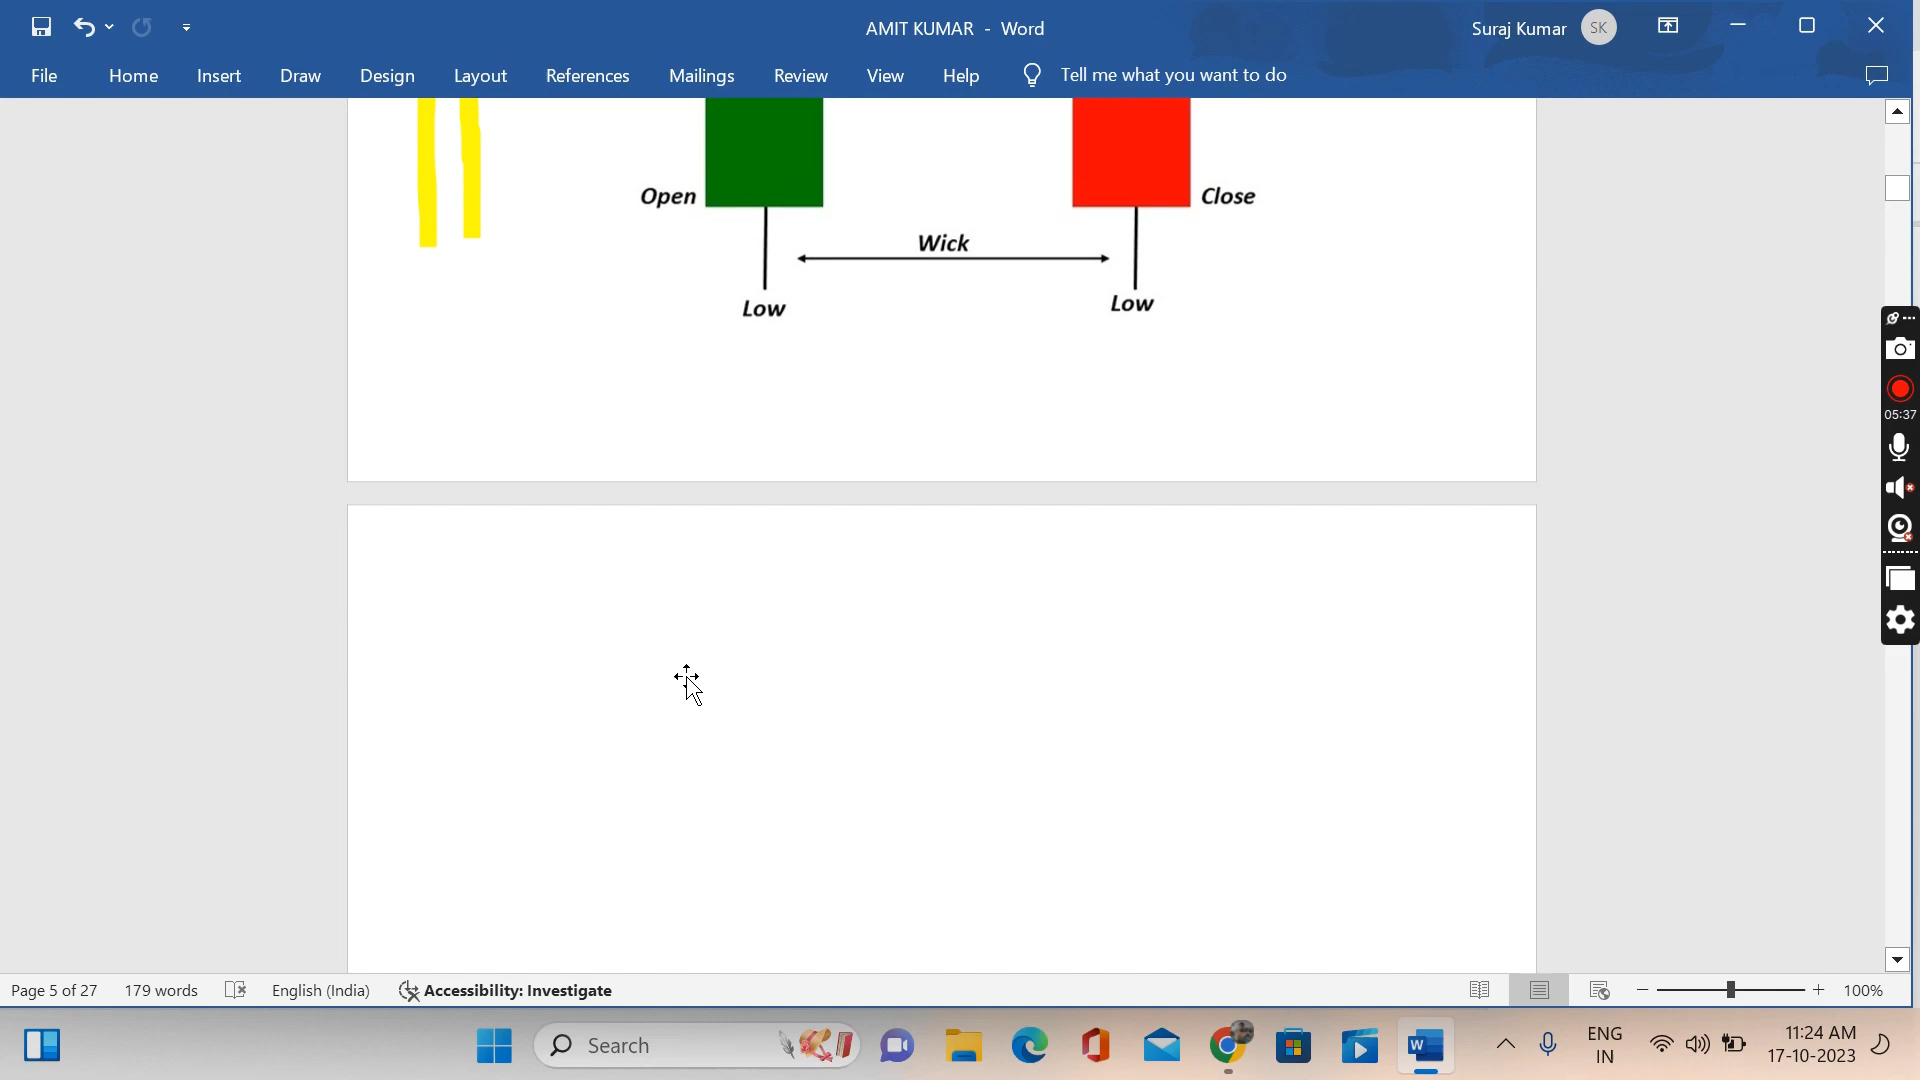 AMIT KUMAR - Word
Suraj Kumar SK
File Home Insert Draw Design Layout References Mailings Review View Help Tell me what you want to do
Open
Close
Wick
Low
Low
05:37
Page 5 of 27 179 words English (India) Accessibility: Investigate 100%
Search
ENG
IN
11:24 AM
17-10-2023